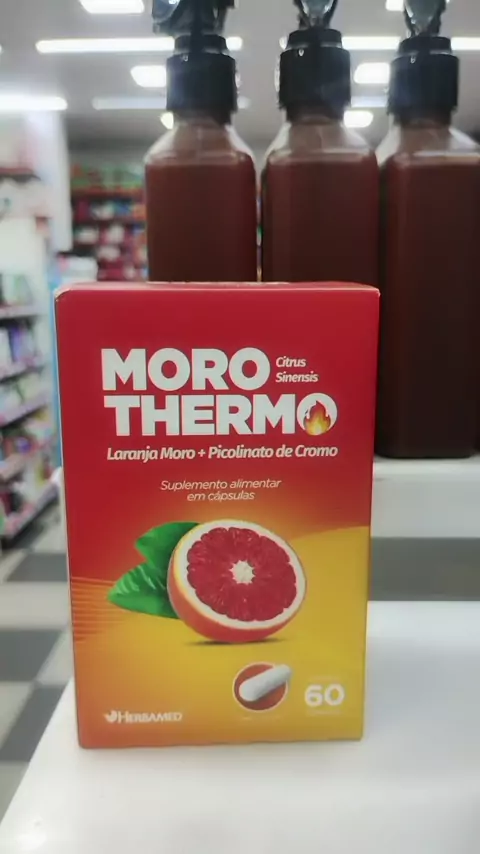 MORO
Citrus
Sinensis
THERMO
Laranja Moro + Picolinato de Cromo
Suplemento alimentar
em cápsulas
60
HERBAMED